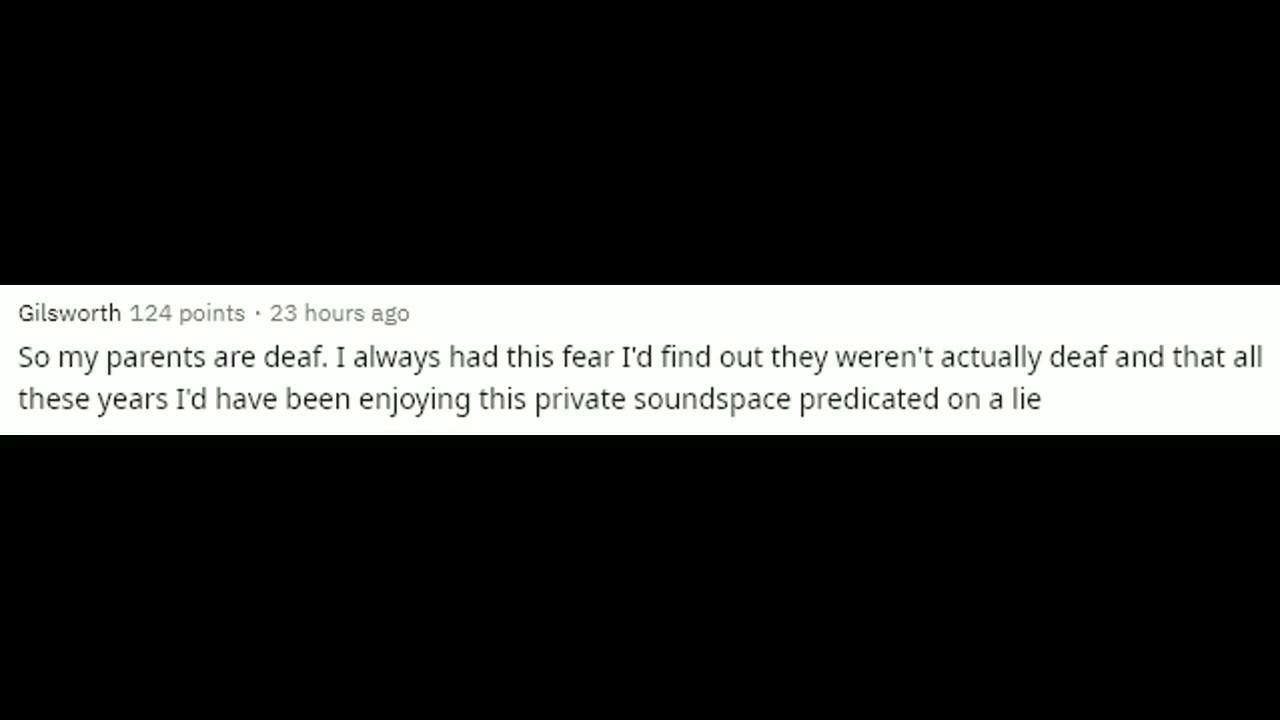 Gilsworth 124 points · 23 hours ago
So my parents are deaf. I always had this fear I'd find out they weren't actually deaf and that all
these years I'd have been enjoying this private soundspace predicated on a lie